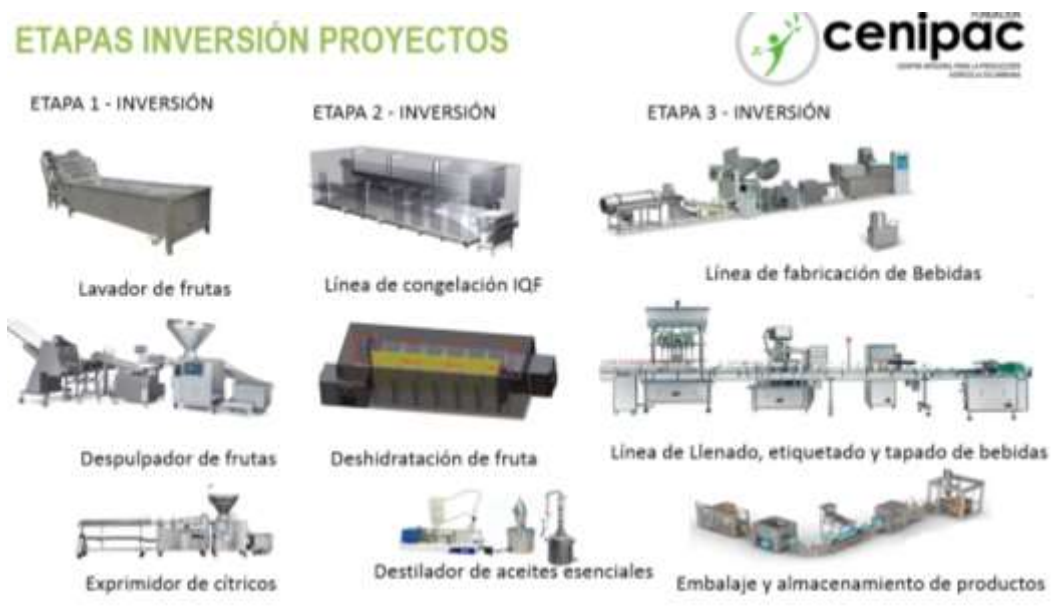 ETAPAS INVERSIÓN PROYECTOS
FUNDACIÓN
cenipac
ETAPA 1 - INVERSIÓN
ETAPA 2 - INVERSIÓN
ETAPA 3 - INVERSIÓN
Lavador de frutas
Línea de congelación IQF
Línea de fabricación de Bebidas
Despulpador de frutas
Deshidratación de fruta
Línea de Llenado, etiquetado y tapado de bebidas
Exprimidor de cítricos
Destilador de aceites esenciales
Embalaje y almacenamiento de productos